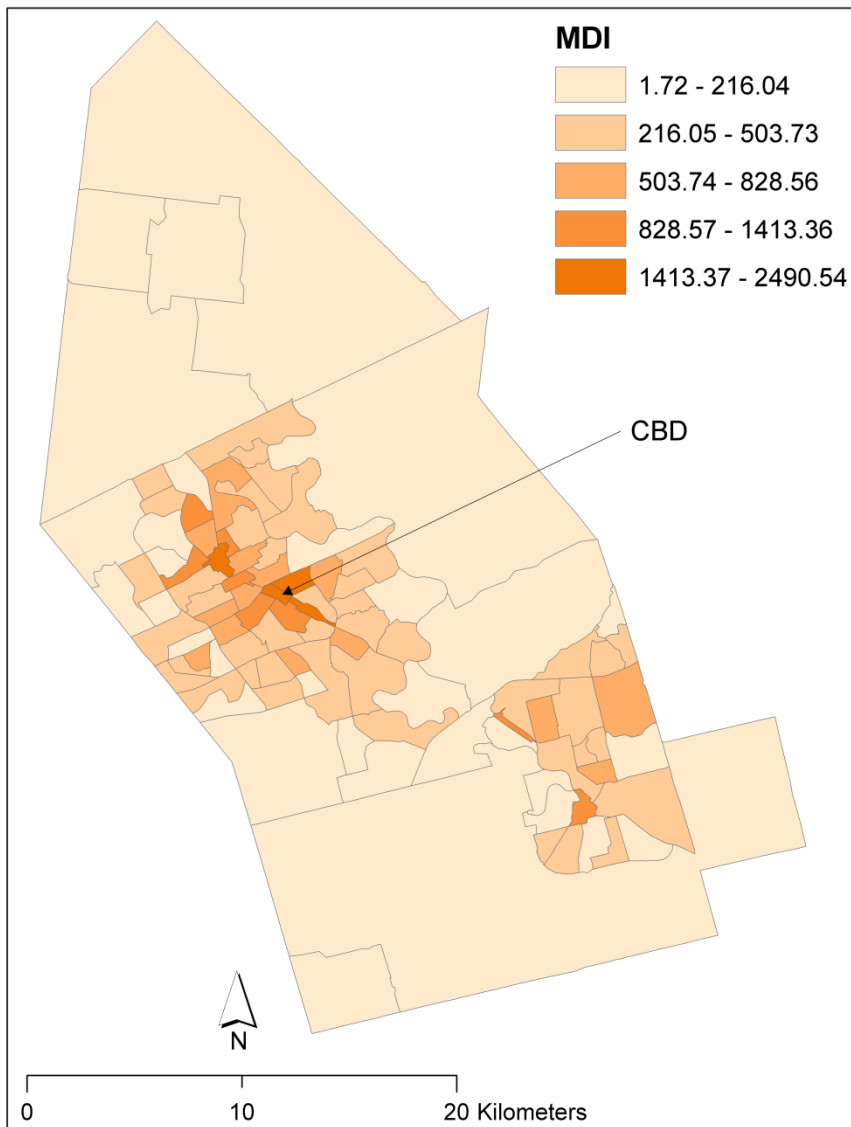 MDI
1.72 - 216.04
216.05 - 503.73
503.74 - 828.56
828.57 - 1413.36
1413.37 - 2490.54
CBD
N
0 10 20 Kilometers